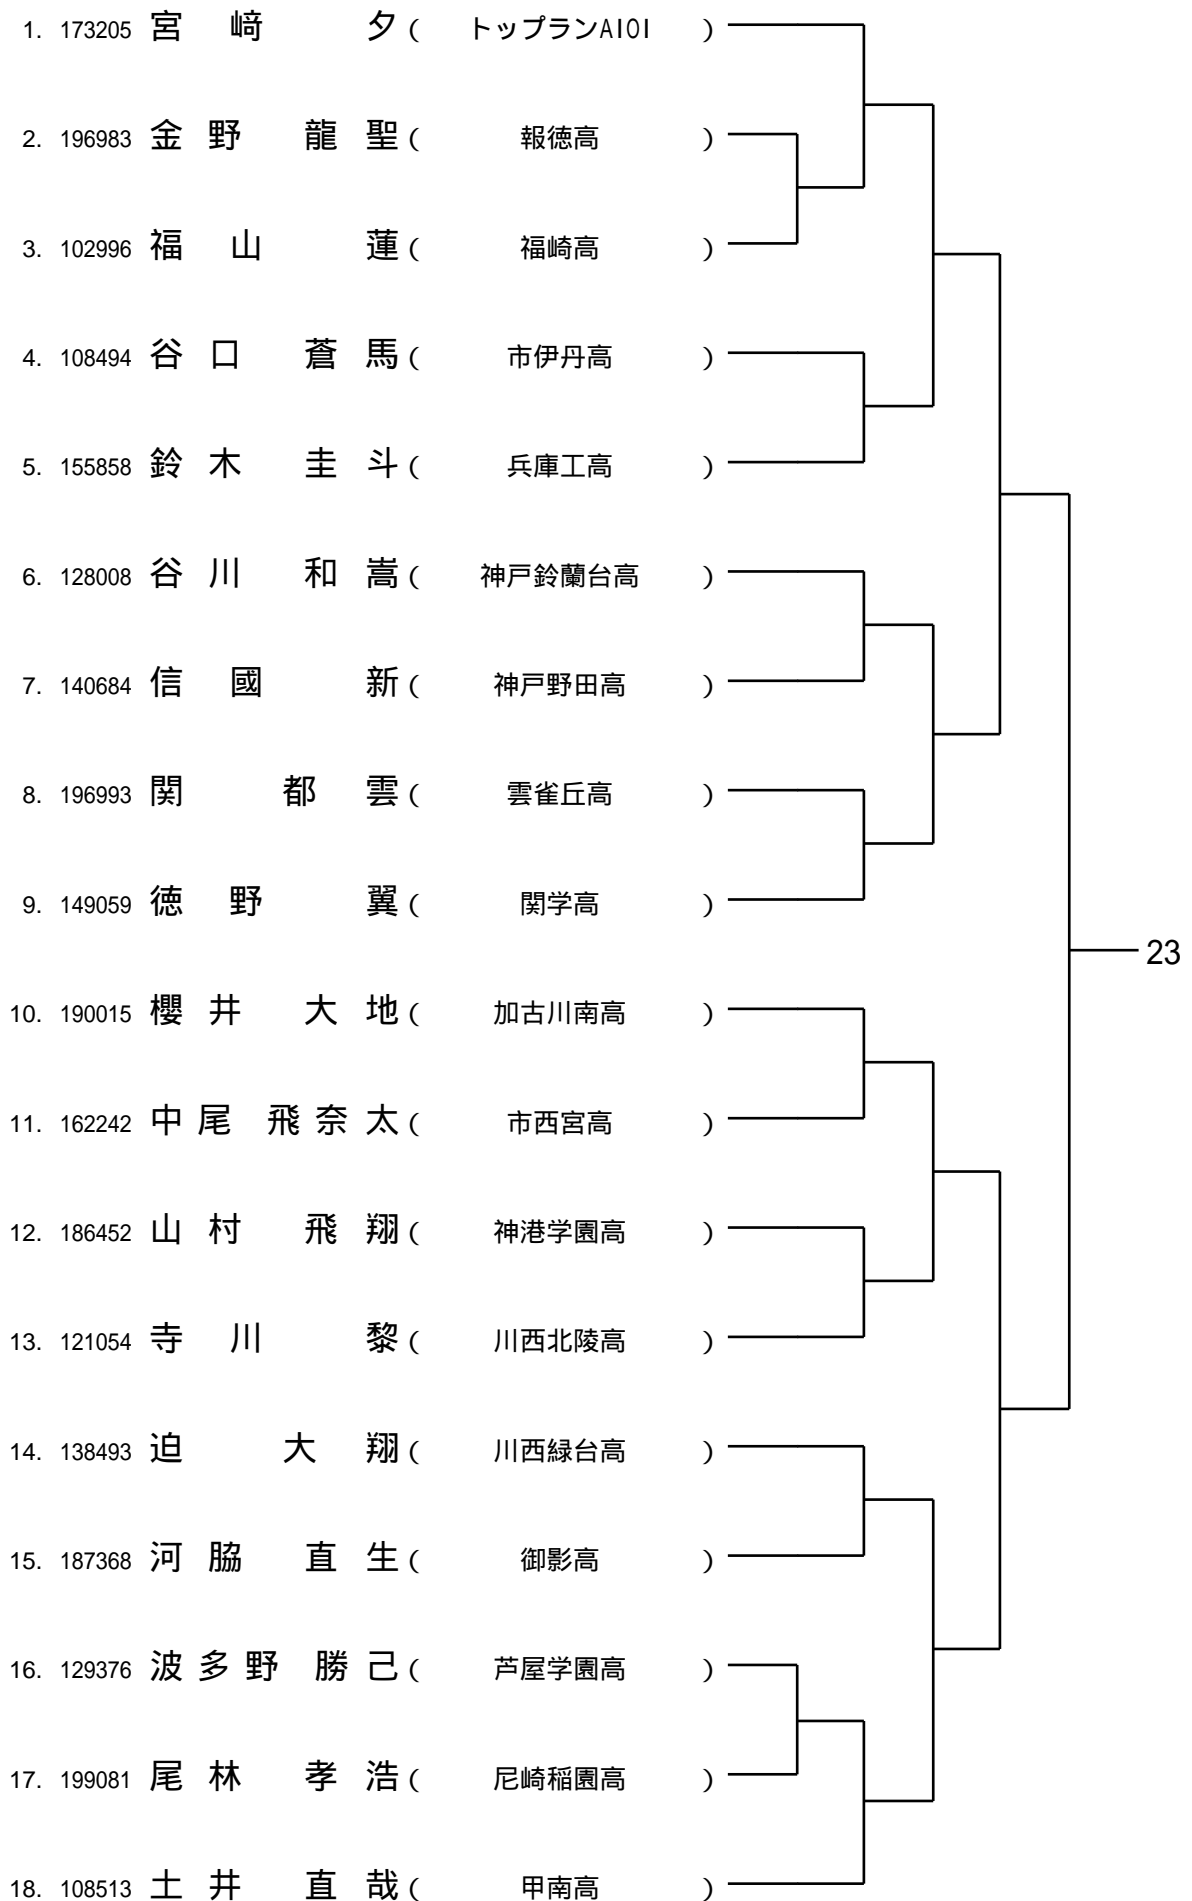 1. 173205 宮 﨑 夕 ( トップランAIOI )
2. 196983 金 野 龍 聖 ( 報徳高 )
3. 102996 福 山 蓮 ( 福崎高 )
4. 108494 谷 口 蒼 馬 ( 市伊丹高 )
5. 155858 鈴 木 圭 斗 ( 兵庫工高 )
6. 128008 谷 川 和 嵩 ( 神戸鈴蘭台高 )
7. 140684 信 國 新 ( 神戸野田高 )
8. 196993 関 都 雲 ( 雲雀丘高 )
9. 149059 徳 野 翼 ( 関学高 )
23
10. 190015 櫻 井 大 地 ( 加古川南高 )
11. 162242 中 尾 飛 奈 太 ( 市西宮高 )
12. 186452 山 村 飛 翔 ( 神港学園高 )
13. 121054 寺 川 黎 ( 川西北陵高 )
14. 138493 迫 大 翔 ( 川西緑台高 )
15. 187368 河 脇 直 生 ( 御影高 )
16. 129376 波 多 野 勝 己 ( 芦屋学園高 )
17. 199081 尾 林 孝 浩 ( 尼崎稲園高 )
18. 108513 土 井 直 哉 ( 甲南高 )